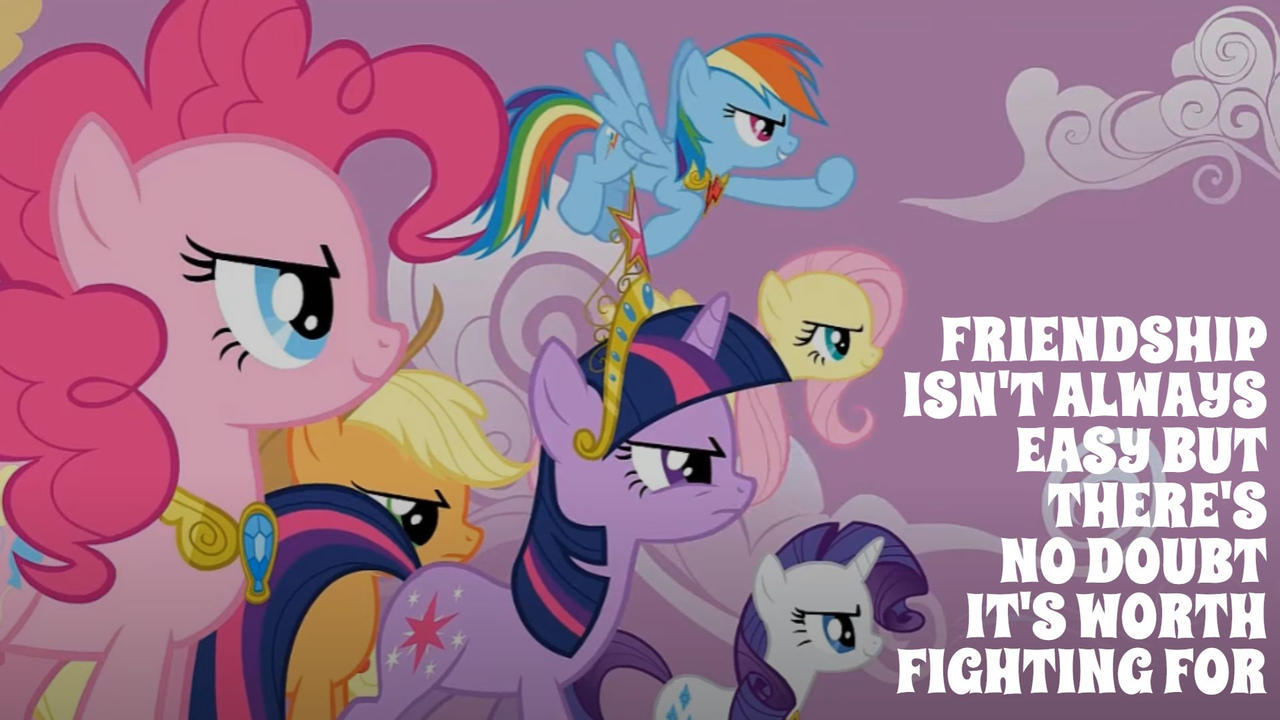 FRIENDSHIP
ISN'T ALWAYS
EASY BUT
THERE'S
NO DOUBT
IT'S WORTH
FIGHTING FOR